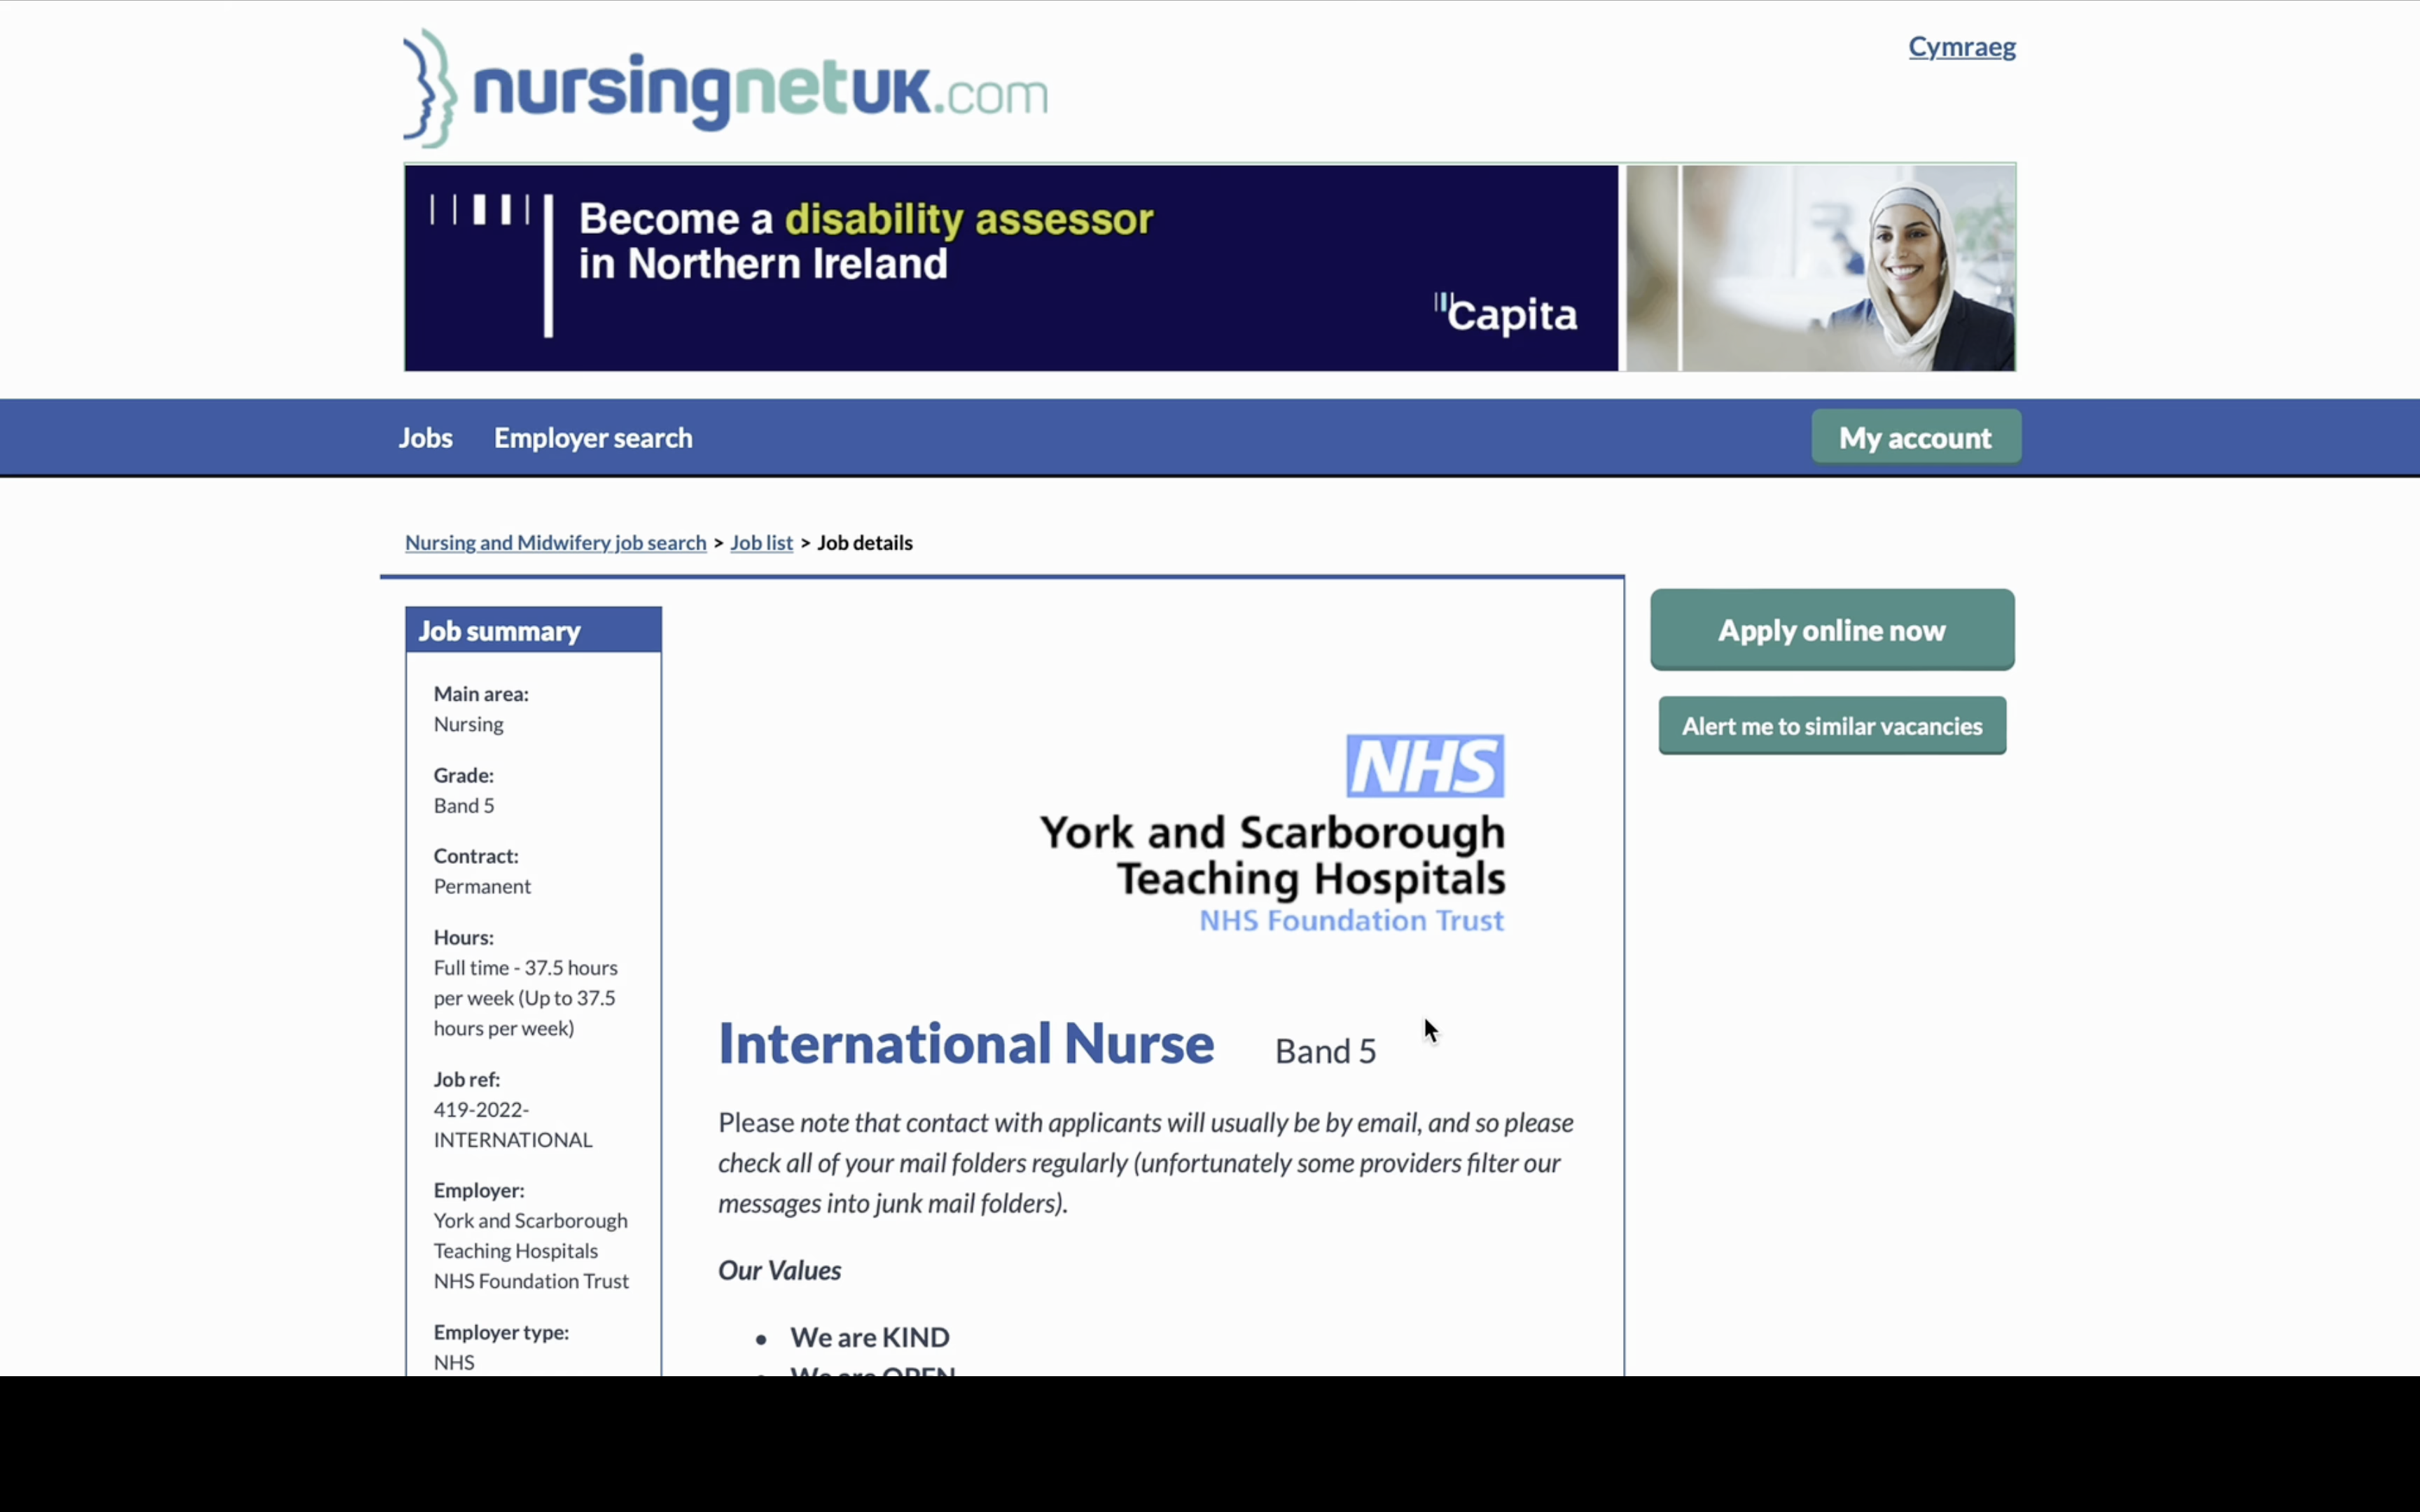 nursingnetUK.com
Cymraeg
Become a disability assessor
in Northern Ireland
Capita
Jobs
Employer search
My account
Nursing and Midwifery job search > Job list > Job details
Job summary
Main area:
Nursing
Grade:
Band 5
Contract:
Permanent
Hours:
Full time - 37.5 hours
per week (Up to 37.5
hours per week)
Job ref:
419-2022-
INTERNATIONAL
Employer:
York and Scarborough
Teaching Hospitals
NHS Foundation Trust
Employer type:
NHS
NHS
York and Scarborough
Teaching Hospitals
NHS Foundation Trust
International Nurse Band 5
Please note that contact with applicants will usually be by email, and so please
check all of your mail folders regularly (unfortunately some providers filter our
messages into junk mail folders).
Our Values
• We are KIND
• We are OPEN
Apply online now
Alert me to similar vacancies